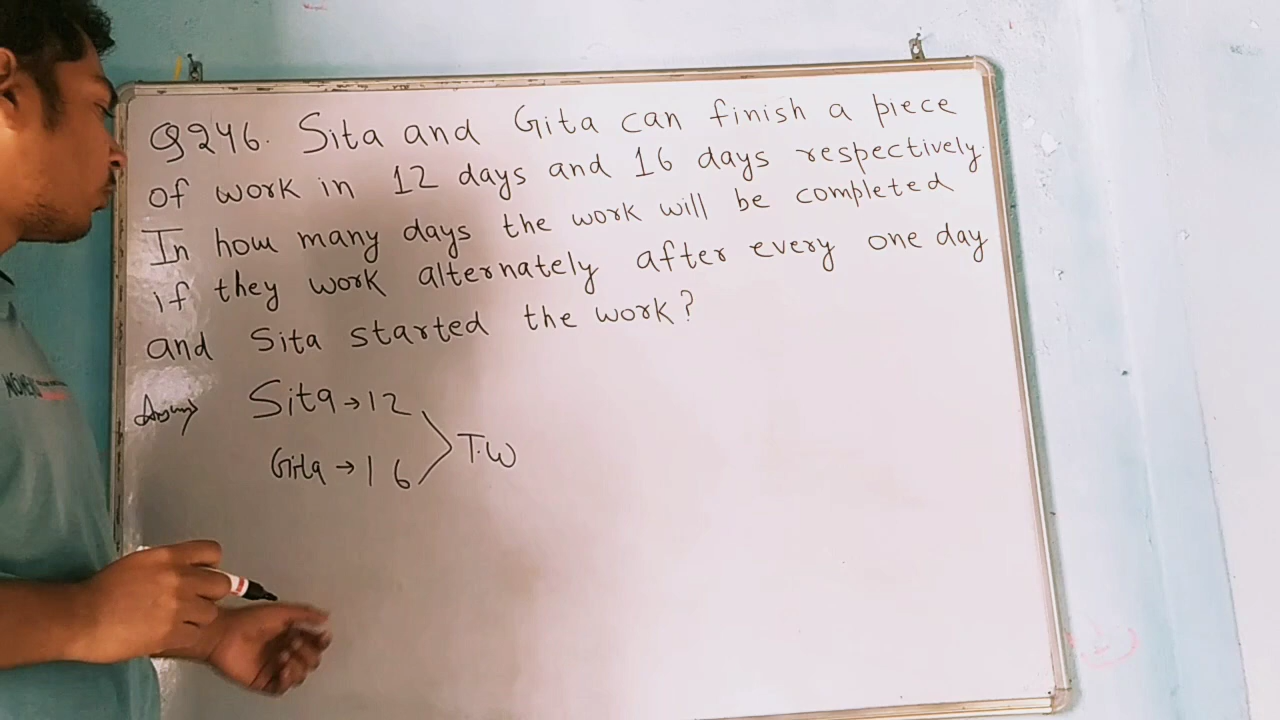 Q246. Sita and Gita can finish a piece
of work in 12 days and 16 days respectively.
In how many days the work will be completed
if they work alternately after every one day
and Sita started the work?
Sita → 12
Gita → 16
T.W